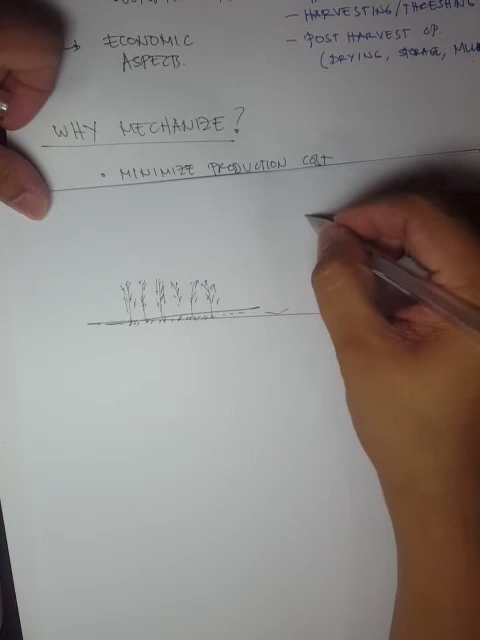 - HARVESTING/THRESHING
→ ECONOMIC
ASPECTS.
- POST HARVEST OP.
(DRYING, STORAGE,
WHY MECHANIZE?
• MINIMIZE PRODUCTION COST